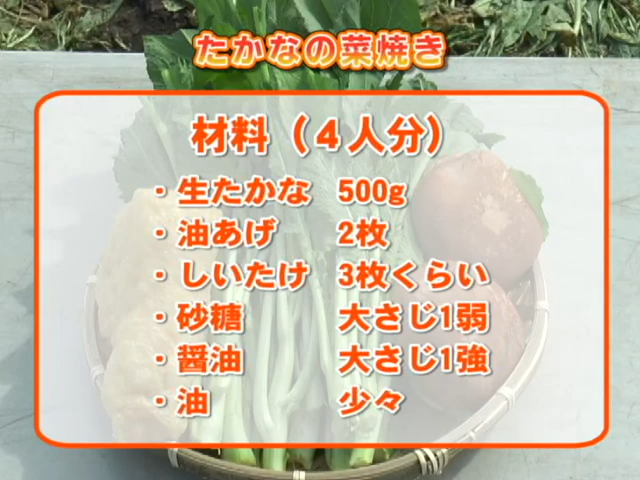 たかなの菜焼き
材料（４人分）
・生たかな 500g
・油あげ 2枚
・しいたけ 3枚くらい
・砂糖 大さじ1弱
・醤油 大さじ1強
・油 少々